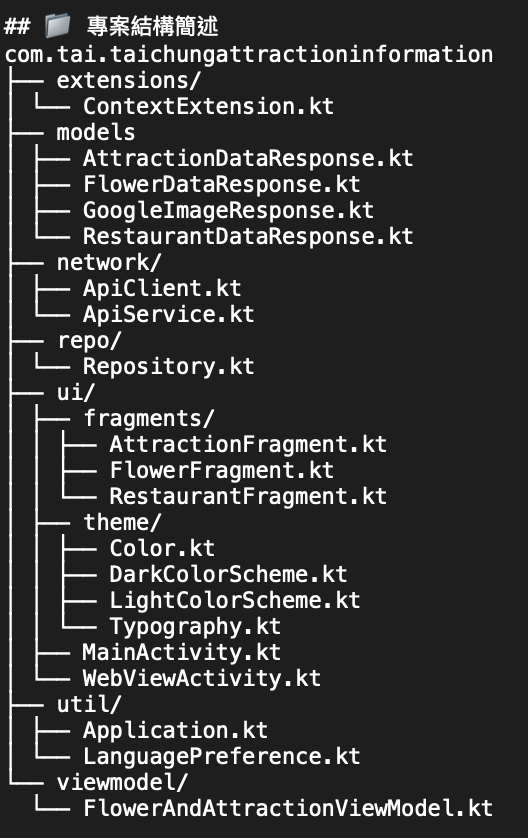 ## 📁 專案結構簡述
com.tai.taichungattractioninformation
├── extensions/
│   └── ContextExtension.kt
├── models
│   ├── AttractionDataResponse.kt
│   ├── FlowerDataResponse.kt
│   ├── GoogleImageResponse.kt
│   └── RestaurantDataResponse.kt
├── network/
│   ├── ApiClient.kt
│   └── ApiService.kt
├── repo/
│   └── Repository.kt
├── ui/
│   ├── fragments/
│   │   ├── AttractionFragment.kt
│   │   ├── FlowerFragment.kt
│   │   └── RestaurantFragment.kt
│   ├── theme/
│   │   ├── Color.kt
│   │   ├── DarkColorScheme.kt
│   │   ├── LightColorScheme.kt
│   │   └── Typography.kt
│   ├── MainActivity.kt
│   └── WebViewActivity.kt
├── util/
│   ├── Application.kt
│   └── LanguagePreference.kt
└── viewmodel/
    └── FlowerAndAttractionViewModel.kt